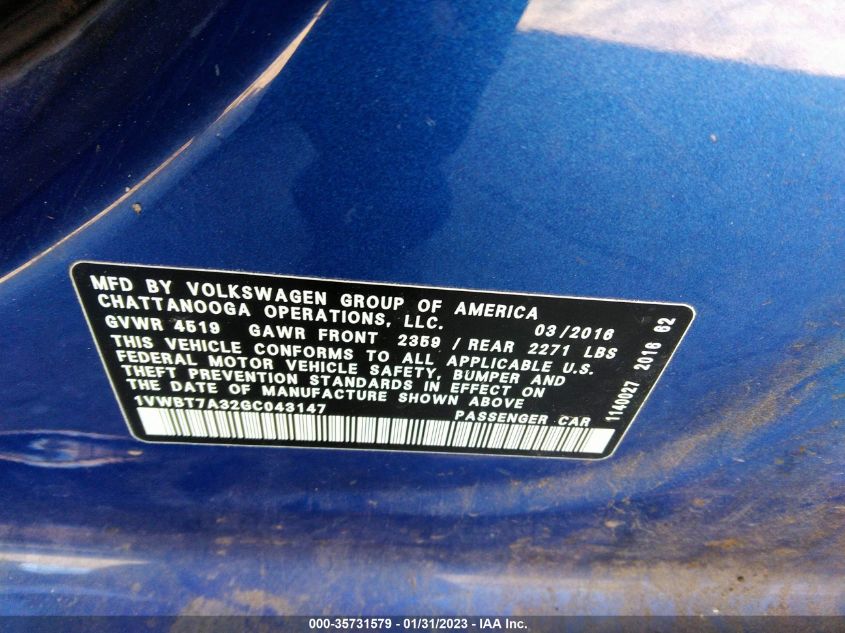 MFD BY VOLKSWAGEN GROUP OF AMERICA
CHATTANOOGA OPERATIONS, LLC. 03/2016
GVWR 4519 GAWR FRONT 2359 / REAR 2271 LBS
THIS VEHICLE CONFORMS TO ALL APPLICABLE U.S.
FEDERAL MOTOR VEHICLE SAFETY, BUMPER AND
THEFT PREVENTION STANDARDS IN EFFECT ON
THE DATE OF MANUFACTURE SHOWN ABOVE
1VWBT7A32GC043147 PASSENGER CAR
1140027 2016 62
000-35731579 - 01/31/2023 - IAA Inc.